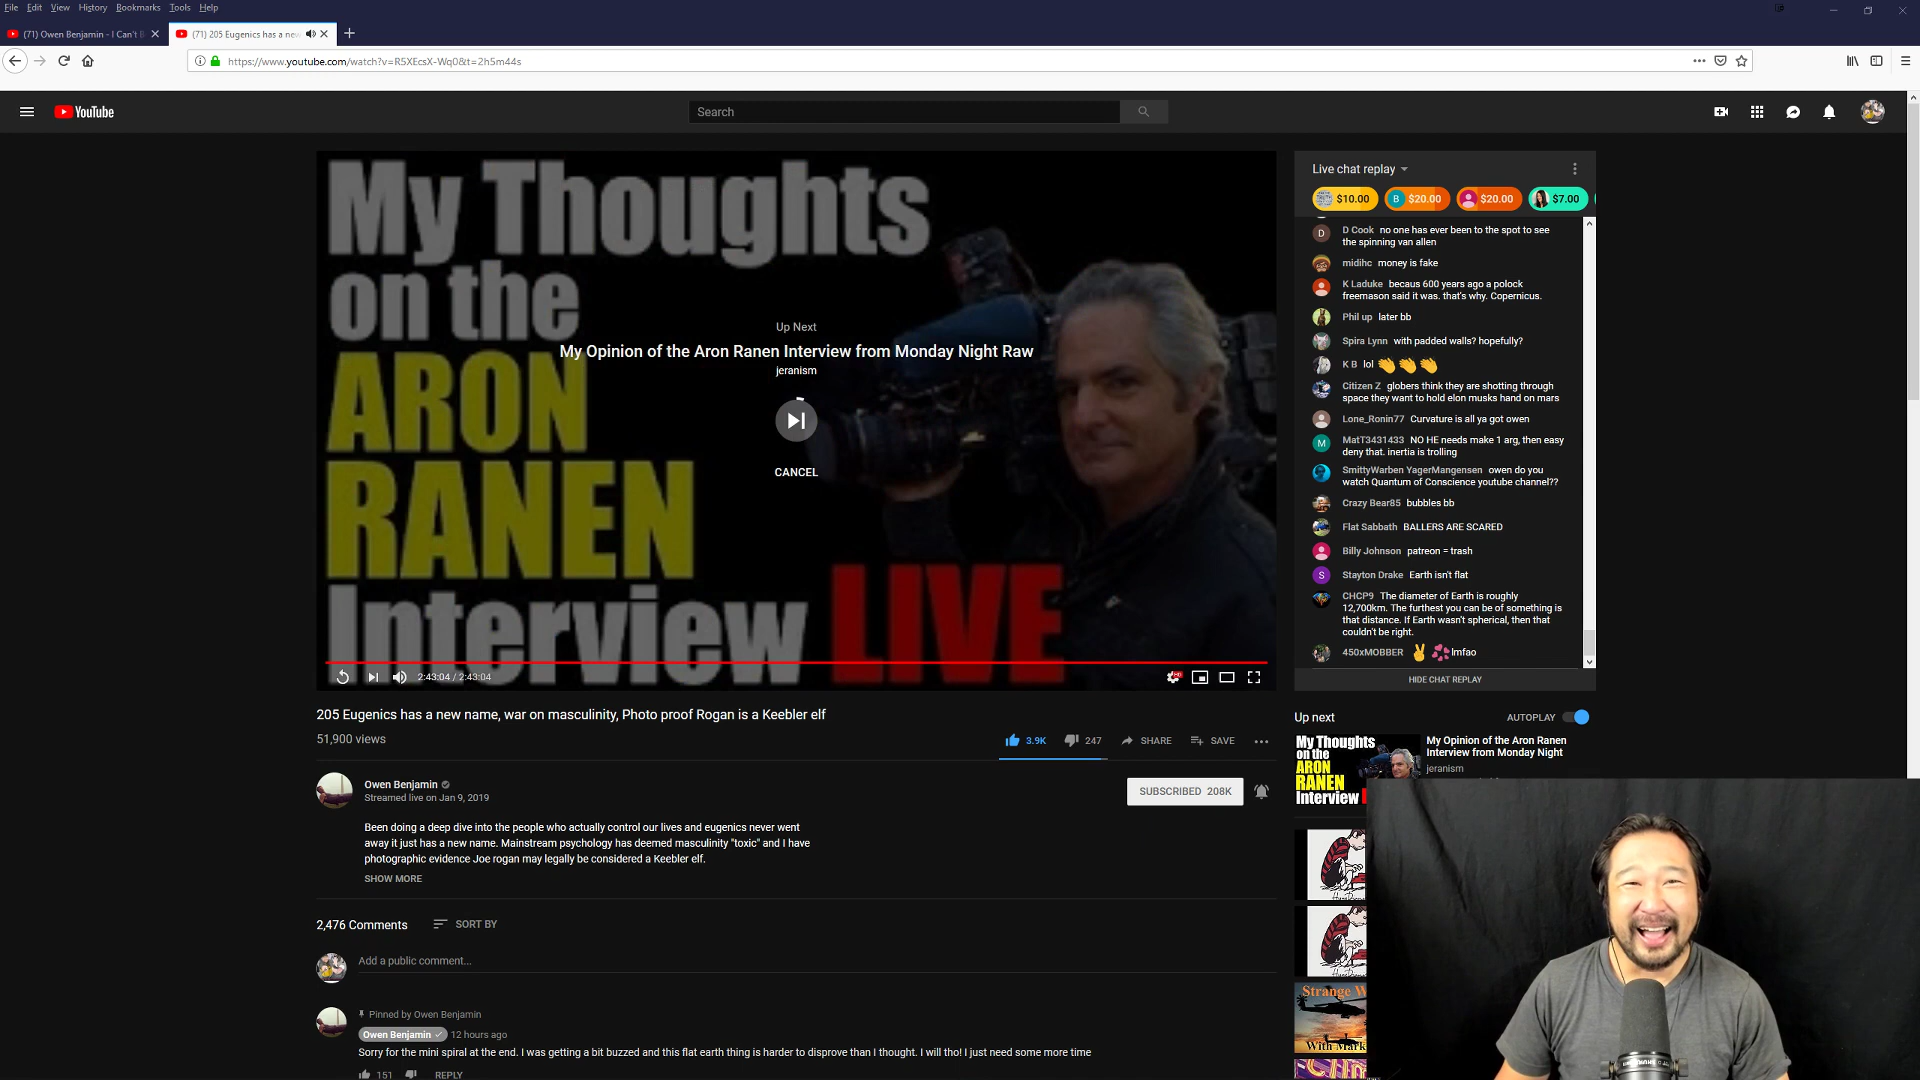 File Edit View History Bookmarks Tools Help
(71) Owen Benjamin - I Can't B
(71) 205 Eugenics has a new
https://www.youtube.com/watch?v=R5XEcsX-Wq0&t=2h5m44s
YouTube
Search
My Thoughts
on the
ARON
RANEN
Interview LIVE
Up Next
My Opinion of the Aron Ranen Interview from Monday Night Raw
jeranism
CANCEL
2:43:04 / 2:43:04
Live chat replay
$10.00 B $20.00 $20.00 $7.00
D D Cook no one has ever been to the spot to see
the spinning van allen
midihc money is fake
K Laduke becaus 600 years ago a polock
freemason said it was. that's why. Copernicus.
Phil up later bb
Spira Lynn with padded walls? hopefully?
K B lol 👏 👏 👏
Citizen Z globers think they are shotting through
space they want to hold elon musks hand on mars
Lone_Ronin77 Curvature is all ya got owen
M MatT3431433 NO HE needs make 1 arg, then easy
deny that. inertia is trolling
SmittyWarben YagerMangensen owen do you
watch Quantum of Conscience youtube channel??
Crazy Bear85 bubbles bb
Flat Sabbath BALLERS ARE SCARED
Billy Johnson patreon = trash
S Stayton Drake Earth isn't flat
CHCP9 The diameter of Earth is roughly
12,700km. The furthest you can be of something is
that distance. If Earth wasn't spherical, then that
couldn't be right.
450xMOBBER ✌ 💞 lmfao
HIDE CHAT REPLAY
205 Eugenics has a new name, war on masculinity, Photo proof Rogan is a Keebler elf
51,900 views
3.9K 247 SHARE SAVE
Owen Benjamin
Streamed live on Jan 9, 2019
SUBSCRIBED 208K
Been doing a deep dive into the people who actually control our lives and eugenics never went
away it just has a new name. Mainstream psychology has deemed masculinity "toxic" and I have
photographic evidence Joe rogan may legally be considered a Keebler elf.
SHOW MORE
2,476 Comments SORT BY
Add a public comment...
Pinned by Owen Benjamin
Owen Benjamin 12 hours ago
Sorry for the mini spiral at the end. I was getting a bit buzzed and this flat earth thing is harder to disprove than I thought. I will tho! I just need some more time
151 REPLY
Up next AUTOPLAY
My Thoughts
on the
ARON
RANEN
Interview
My Opinion of the Aron Ranen
Interview from Monday Night
jeranism
Strange W
With Mark